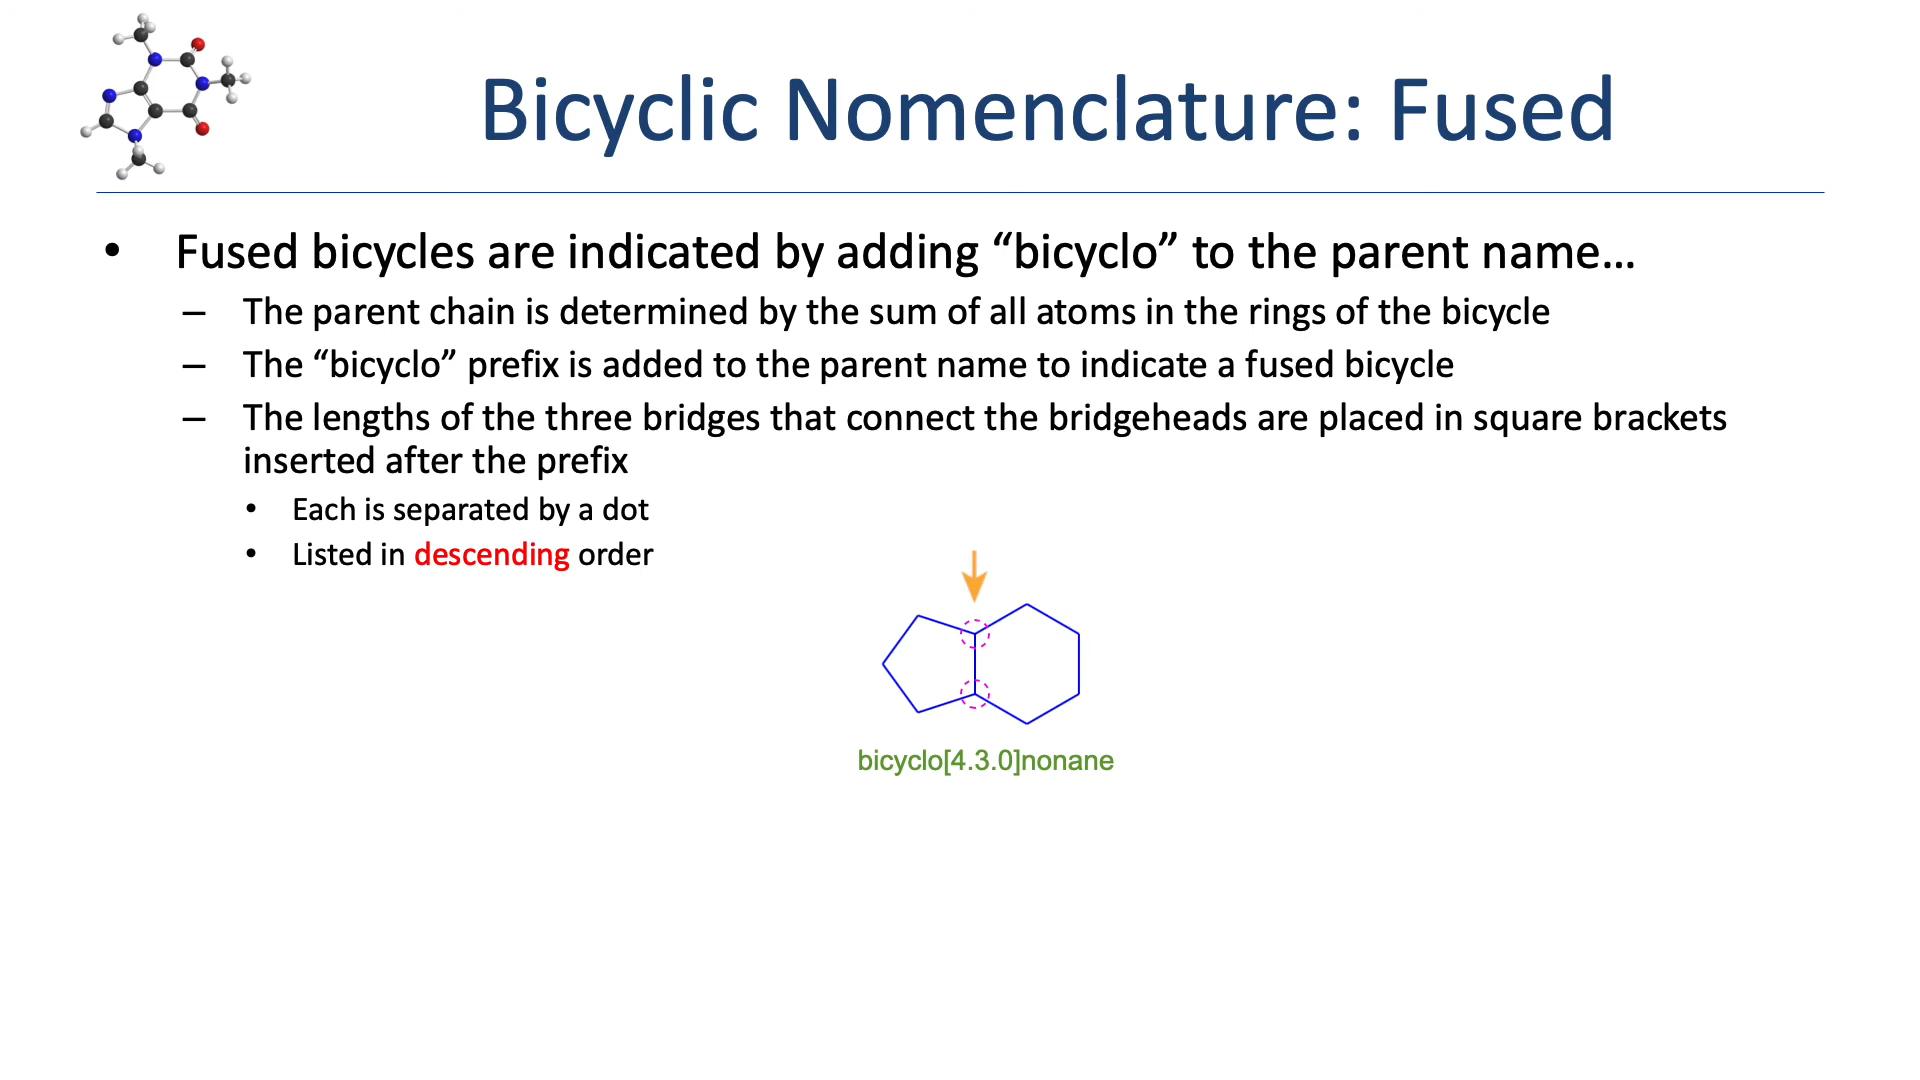 Bicyclic Nomenclature: Fused
• Fused bicycles are indicated by adding “bicyclo” to the parent name…
– The parent chain is determined by the sum of all atoms in the rings of the bicycle
– The “bicyclo” prefix is added to the parent name to indicate a fused bicycle
– The lengths of the three bridges that connect the bridgeheads are placed in square brackets
inserted after the prefix
• Each is separated by a dot
• Listed in descending order
bicyclo[4.3.0]nonane